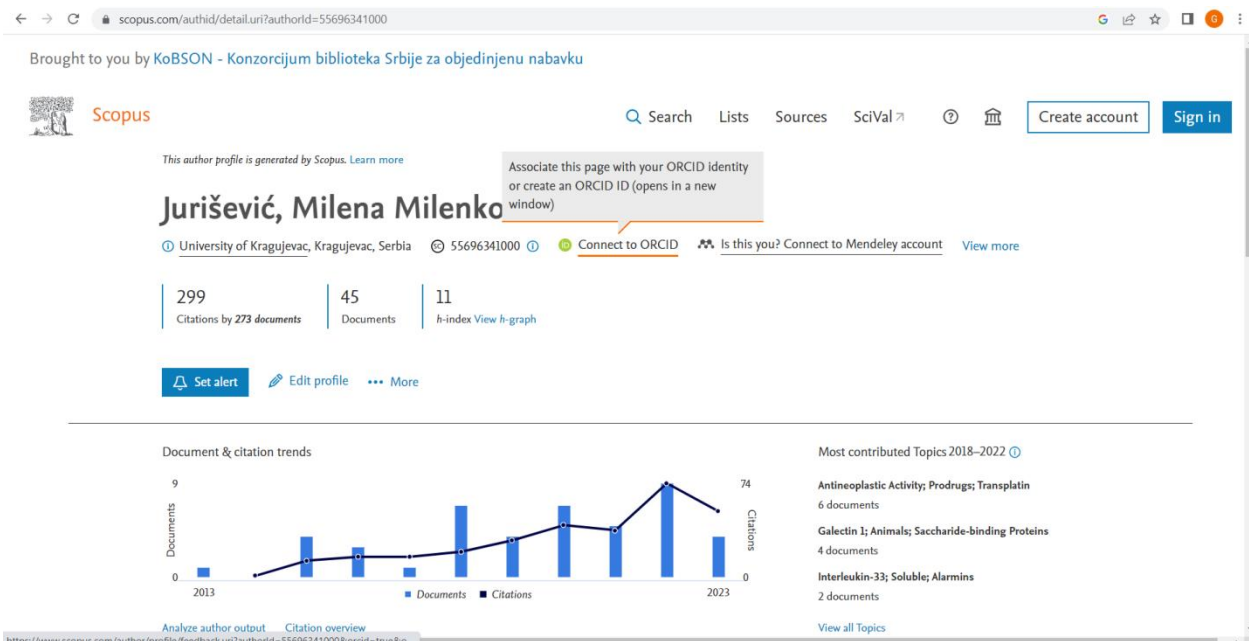 scopus.com/authid/detail.uri?authorId=55696341000
G
Brought to you by KoBSON - Konzorcijum biblioteka Srbije za objedinjenu nabavku
Scopus
Search Lists Sources SciVal Create account Sign in
This author profile is generated by Scopus. Learn more
Associate this page with your ORCID identity
or create an ORCID ID (opens in a new
window)
Jurišević, Milena Milenko
University of Kragujevac, Kragujevac, Serbia SC 55696341000 iD Connect to ORCID Is this you? Connect to Mendeley account View more
299 45 11
Citations by 273 documents Documents h-index View h-graph
Set alert Edit profile ••• More
Document & citation trends
9 74
Documents
Citations
0 0
2013 2023
Documents Citations
Analyze author output Citation overview
Most contributed Topics 2018–2022
Antineoplastic Activity; Prodrugs; Transplatin
6 documents
Galectin 1; Animals; Saccharide-binding Proteins
4 documents
Interleukin-33; Soluble; Alarmins
2 documents
View all Topics